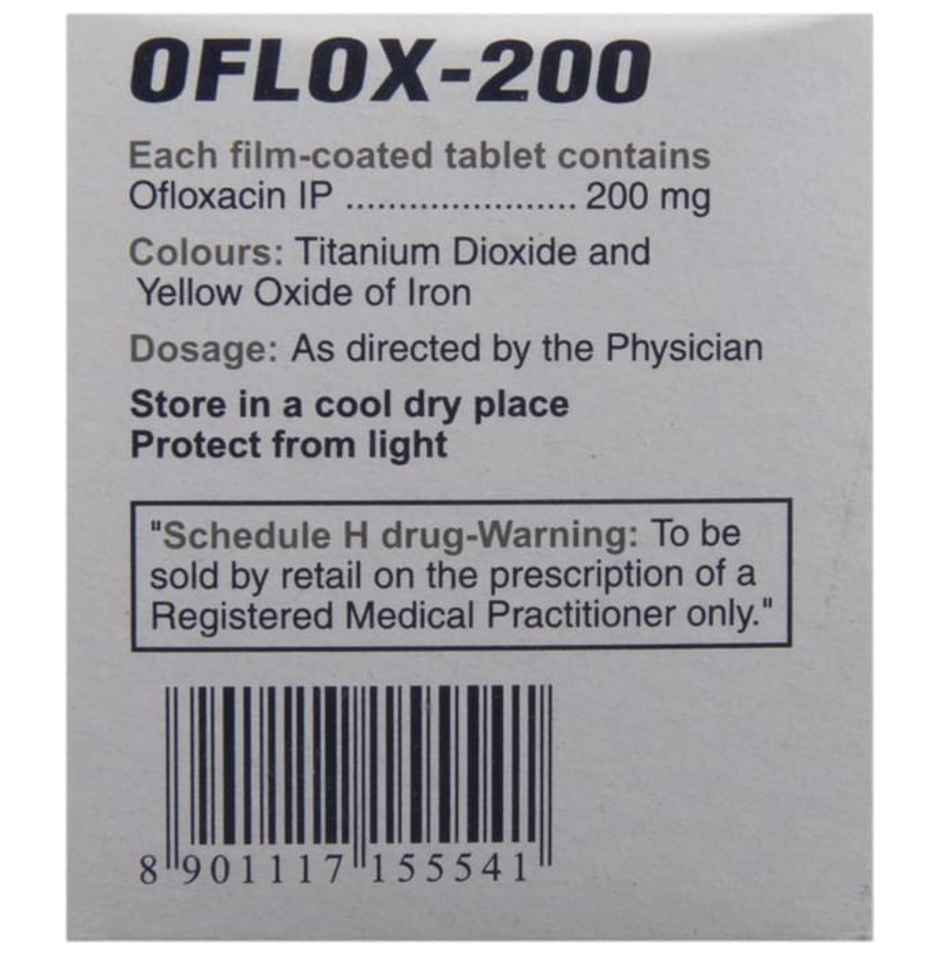 OFLOX-200
Each film-coated tablet contains
Ofloxacin IP ...................... 200 mg
Colours: Titanium Dioxide and
Yellow Oxide of Iron
Dosage: As directed by the Physician
Store in a cool dry place
Protect from light
"Schedule H drug-Warning: To be
sold by retail on the prescription of a
Registered Medical Practitioner only."
8 901117 155541